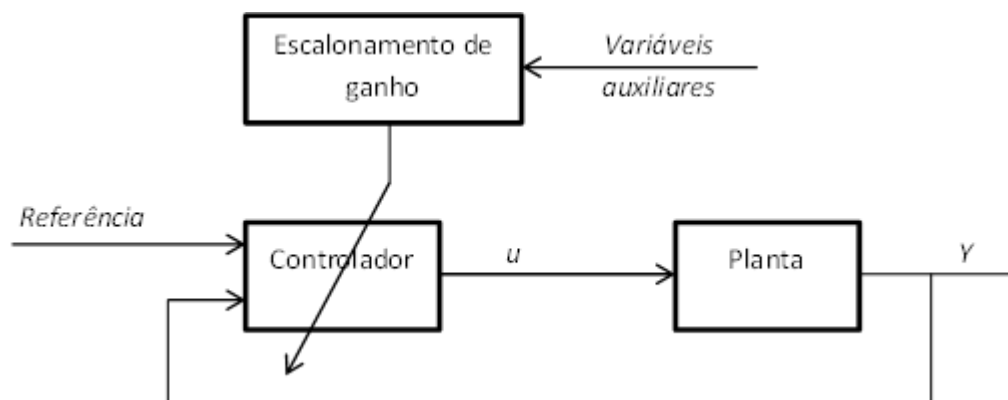 Escalonamento de
ganho
Variáveis
auxiliares
Referência
Controlador
u
Planta
Y